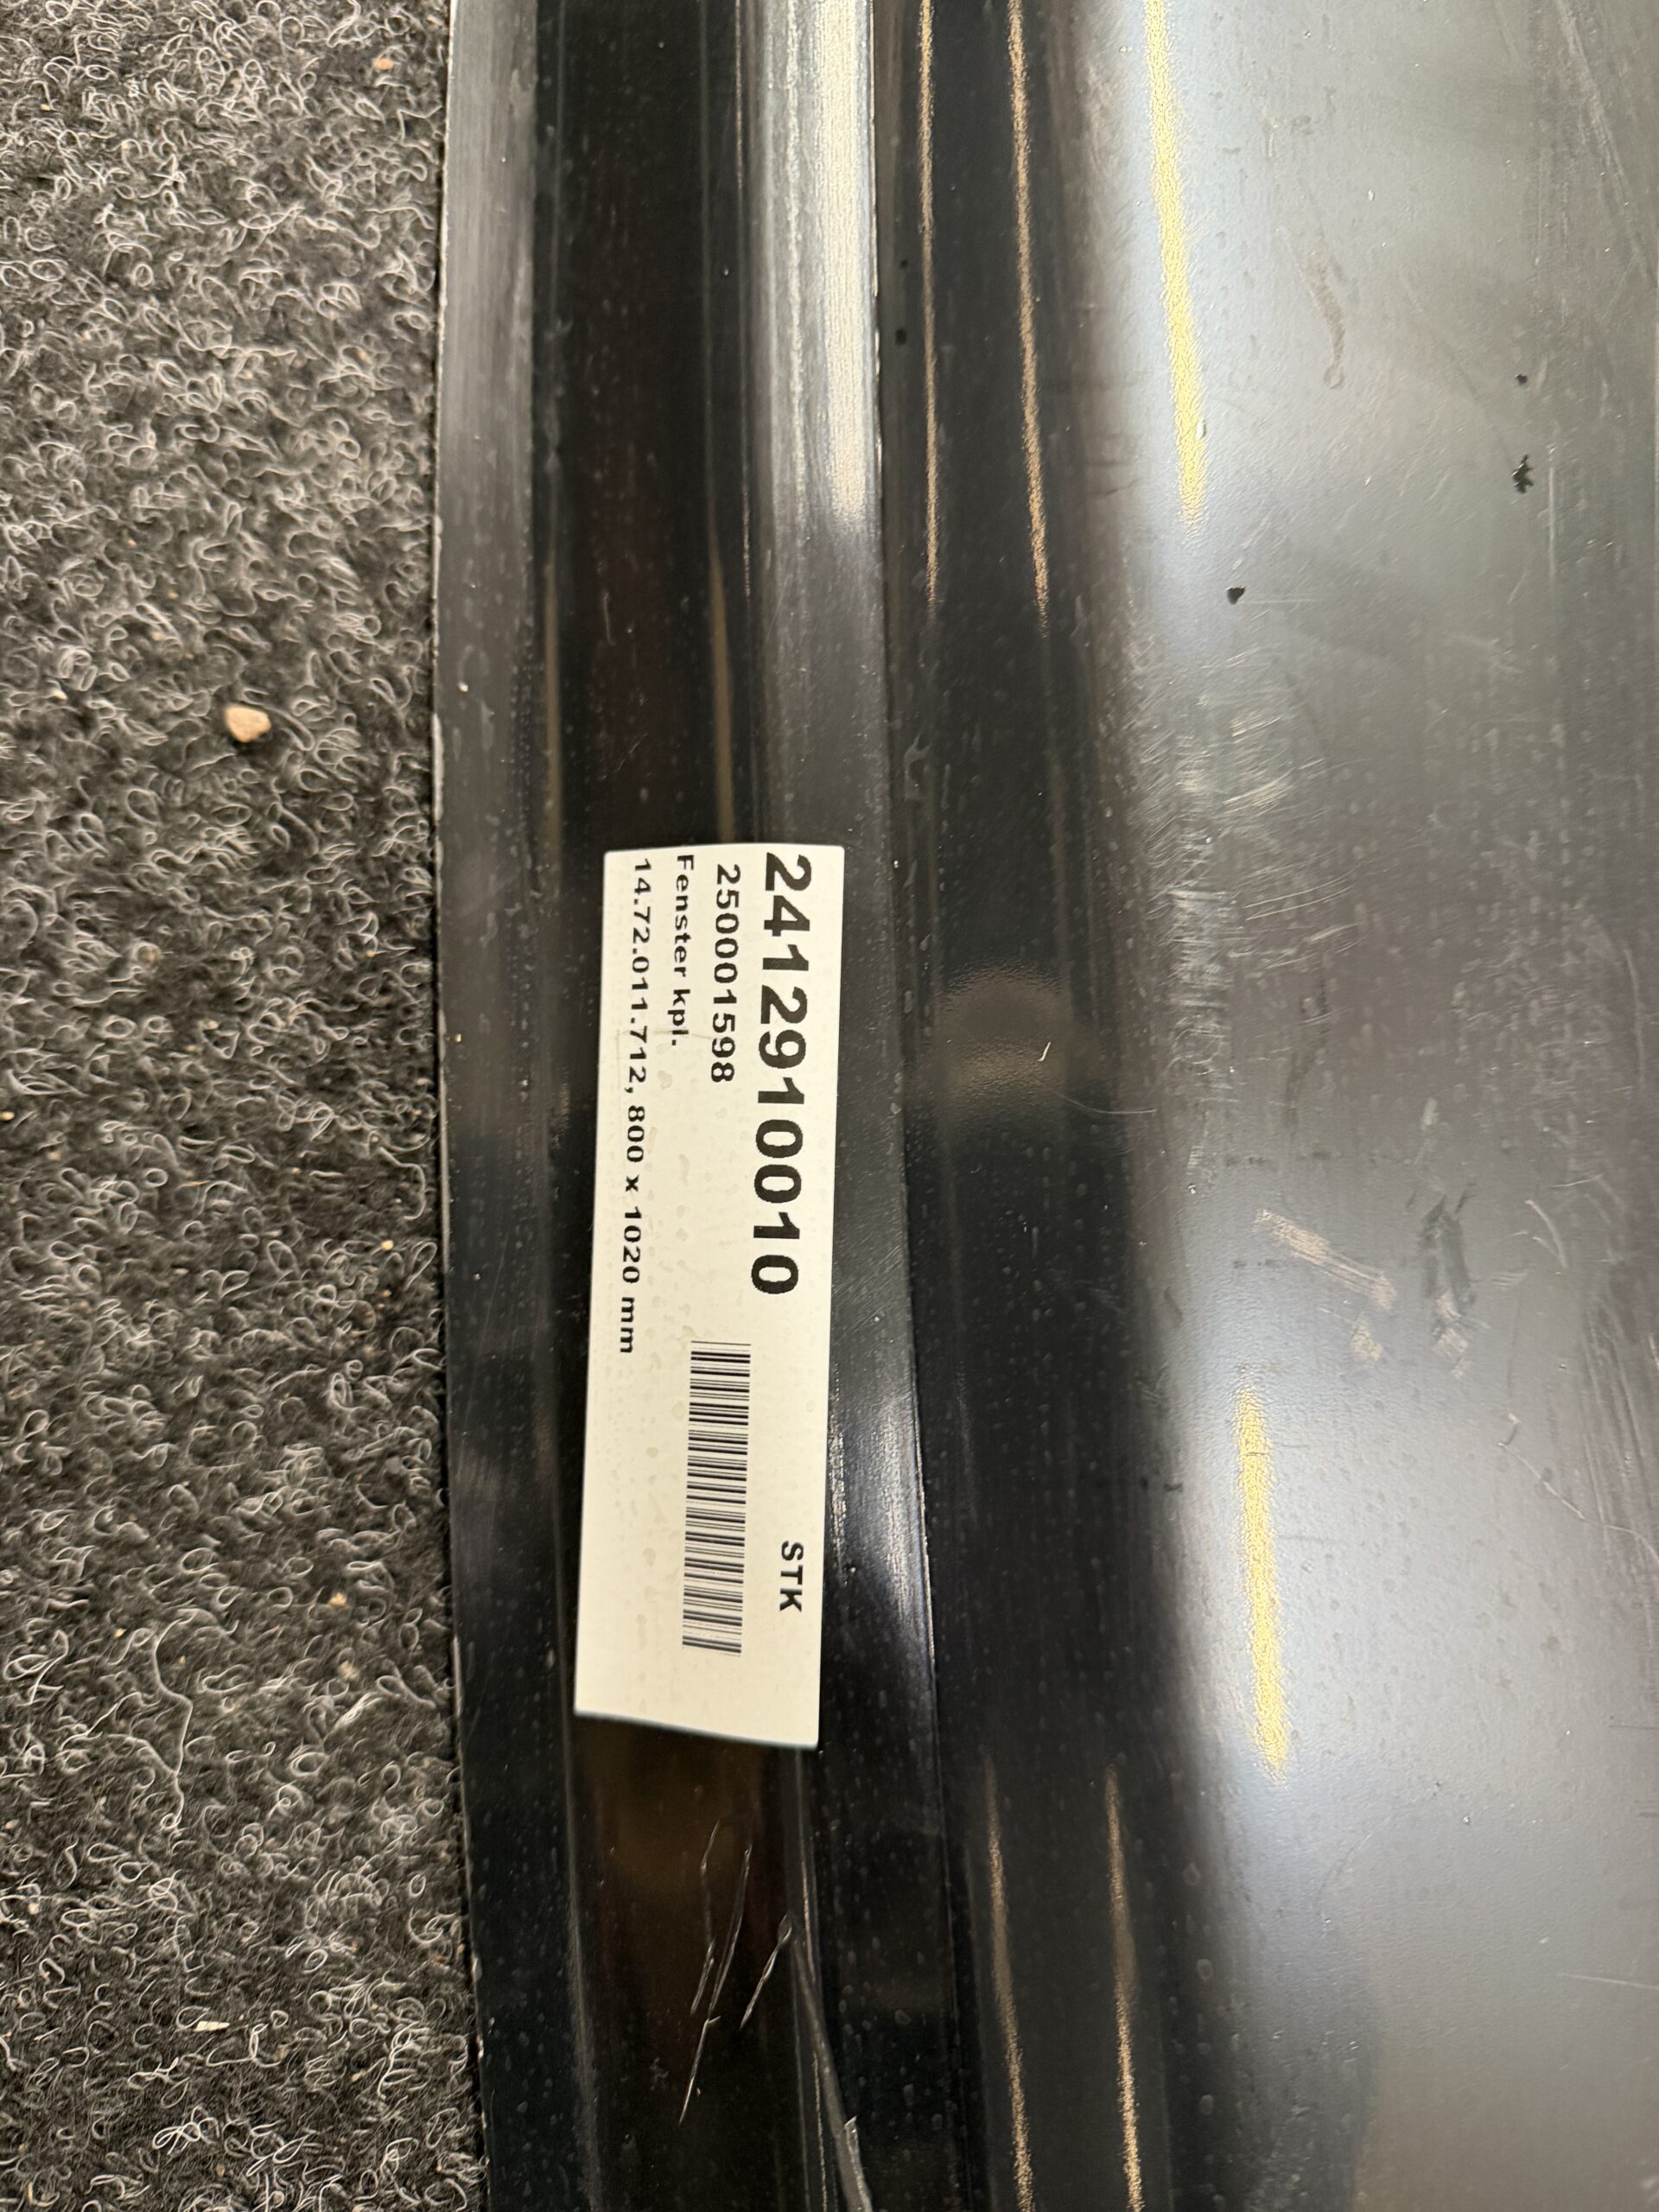 2412910010
STK
2500001598
Fenster kpl.
14.72.011.712, 800 x 1020 mm